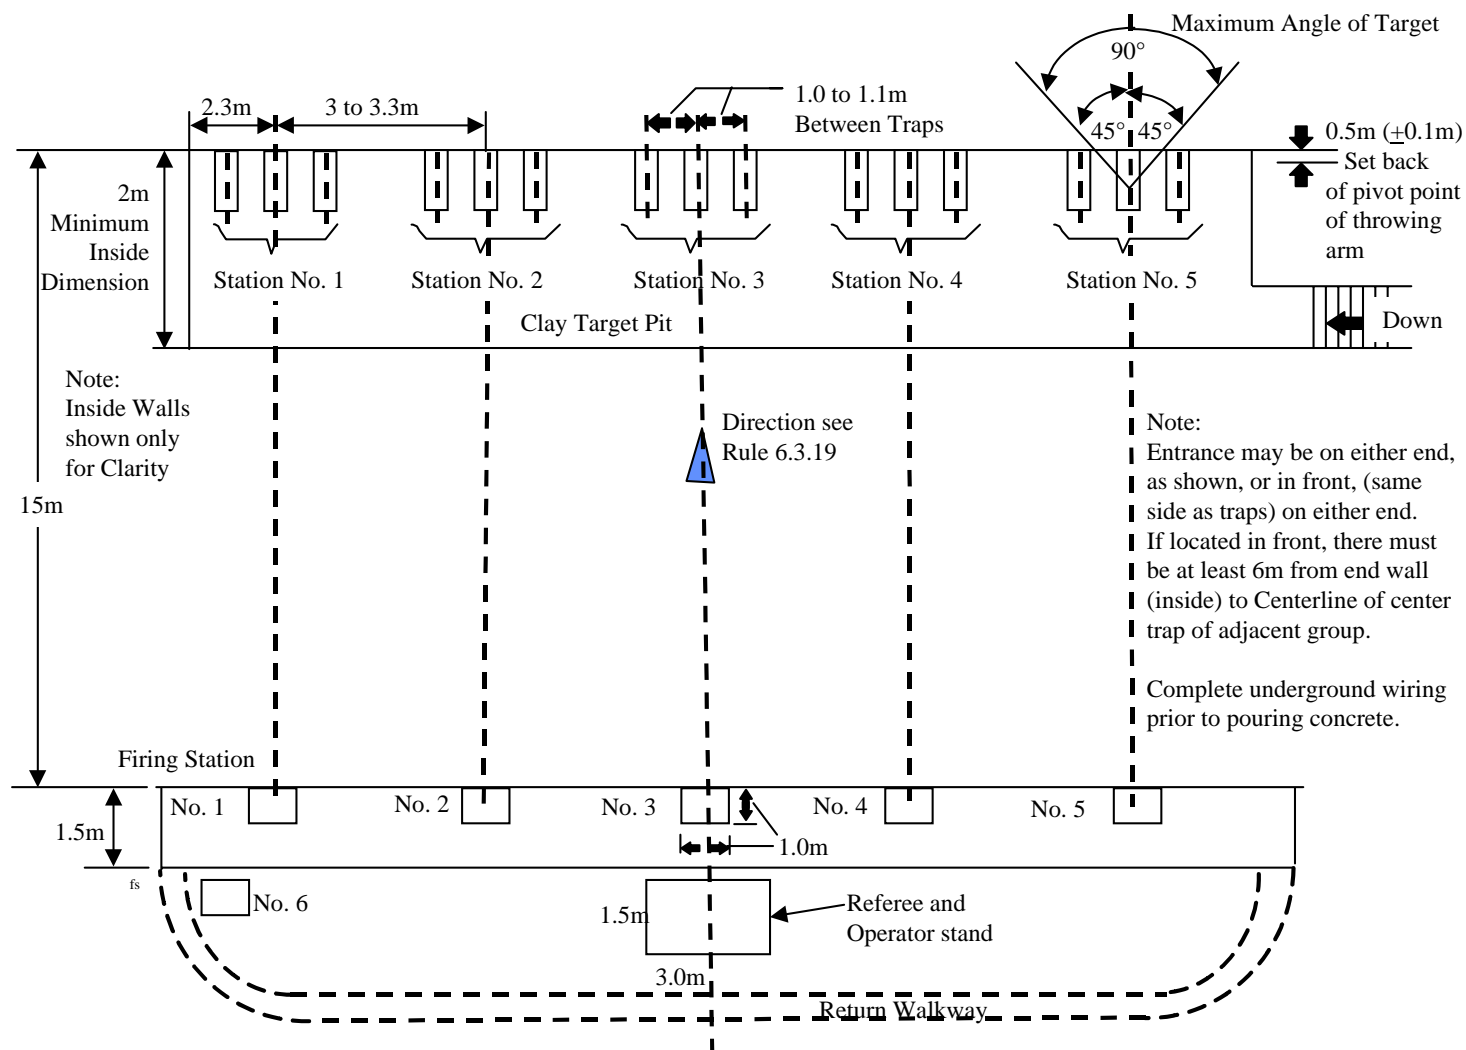 Maximum Angle of Target
90°
2.3m
3 to 3.3m
1.0 to 1.1m
Between Traps
45° 45°
0.5m (±0.1m)
Set back
of pivot point
of throwing
arm
2m
Minimum
Inside
Dimension
Station No. 1
Station No. 2
Station No. 3
Station No. 4
Station No. 5
Clay Target Pit
Down
Note:
Inside Walls
shown only
for Clarity
Direction see
Rule 6.3.19
Note:
Entrance may be on either end,
as shown, or in front, (same
side as traps) on either end.
If located in front, there must
be at least 6m from end wall
(inside) to Centerline of center
trap of adjacent group.
Complete underground wiring
prior to pouring concrete.
15m
Firing Station
No. 1
No. 2
No. 3
No. 4
No. 5
1.5m
1.0m
fs
No. 6
1.5m
Referee and
Operator stand
3.0m
Return Walkway